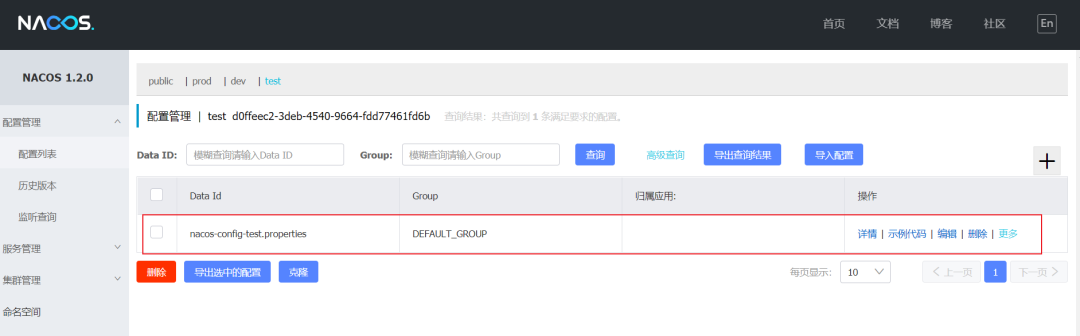 NACOS.
首页 文档 博客 社区 En
NACOS 1.2.0
配置管理
配置列表
历史版本
监听查询
服务管理
集群管理
命名空间
public | prod | dev | test
配置管理 | test d0ffeec2-3deb-4540-9664-fdd77461fd6b 查询结果：共查询到 1 条满足要求的配置。
Data ID: 模糊查询请输入Data ID Group: 模糊查询请输入Group 查询 高级查询 导出查询结果 导入配置
Data Id Group 归属应用: 操作
nacos-config-test.properties DEFAULT_GROUP 详情 | 示例代码 | 编辑 | 删除 | 更多
删除 导出选中的配置 克隆 每页显示: 10 上一页 1 下一页